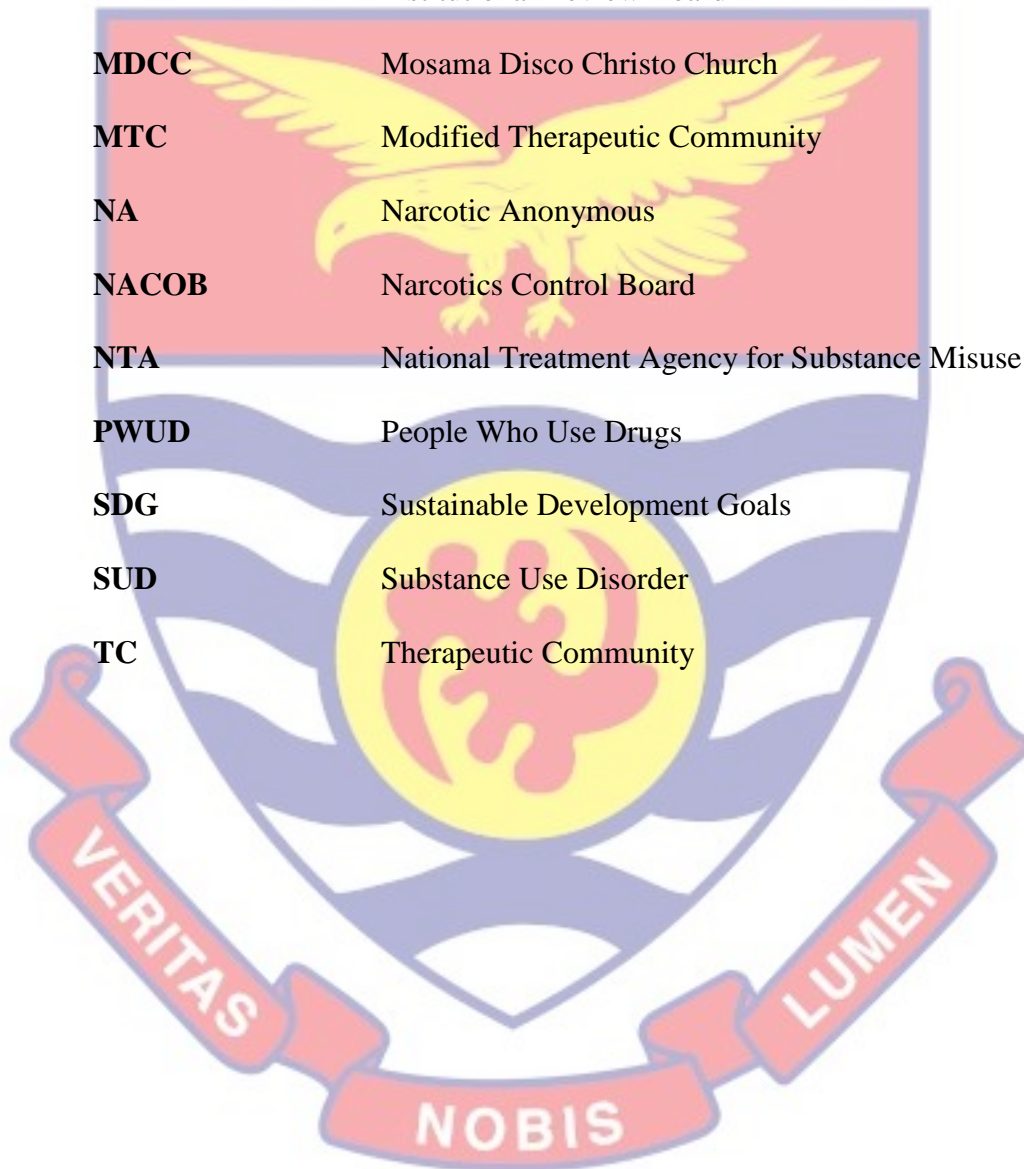 MDCC Mosama Disco Christo Church
MTC Modified Therapeutic Community
NA Narcotic Anonymous
NACOB Narcotics Control Board
NTA National Treatment Agency for Substance Misuse
PWUD People Who Use Drugs
SDG Sustainable Development Goals
SUD Substance Use Disorder
TC Therapeutic Community
VERITAS
NOBIS
LUMEN